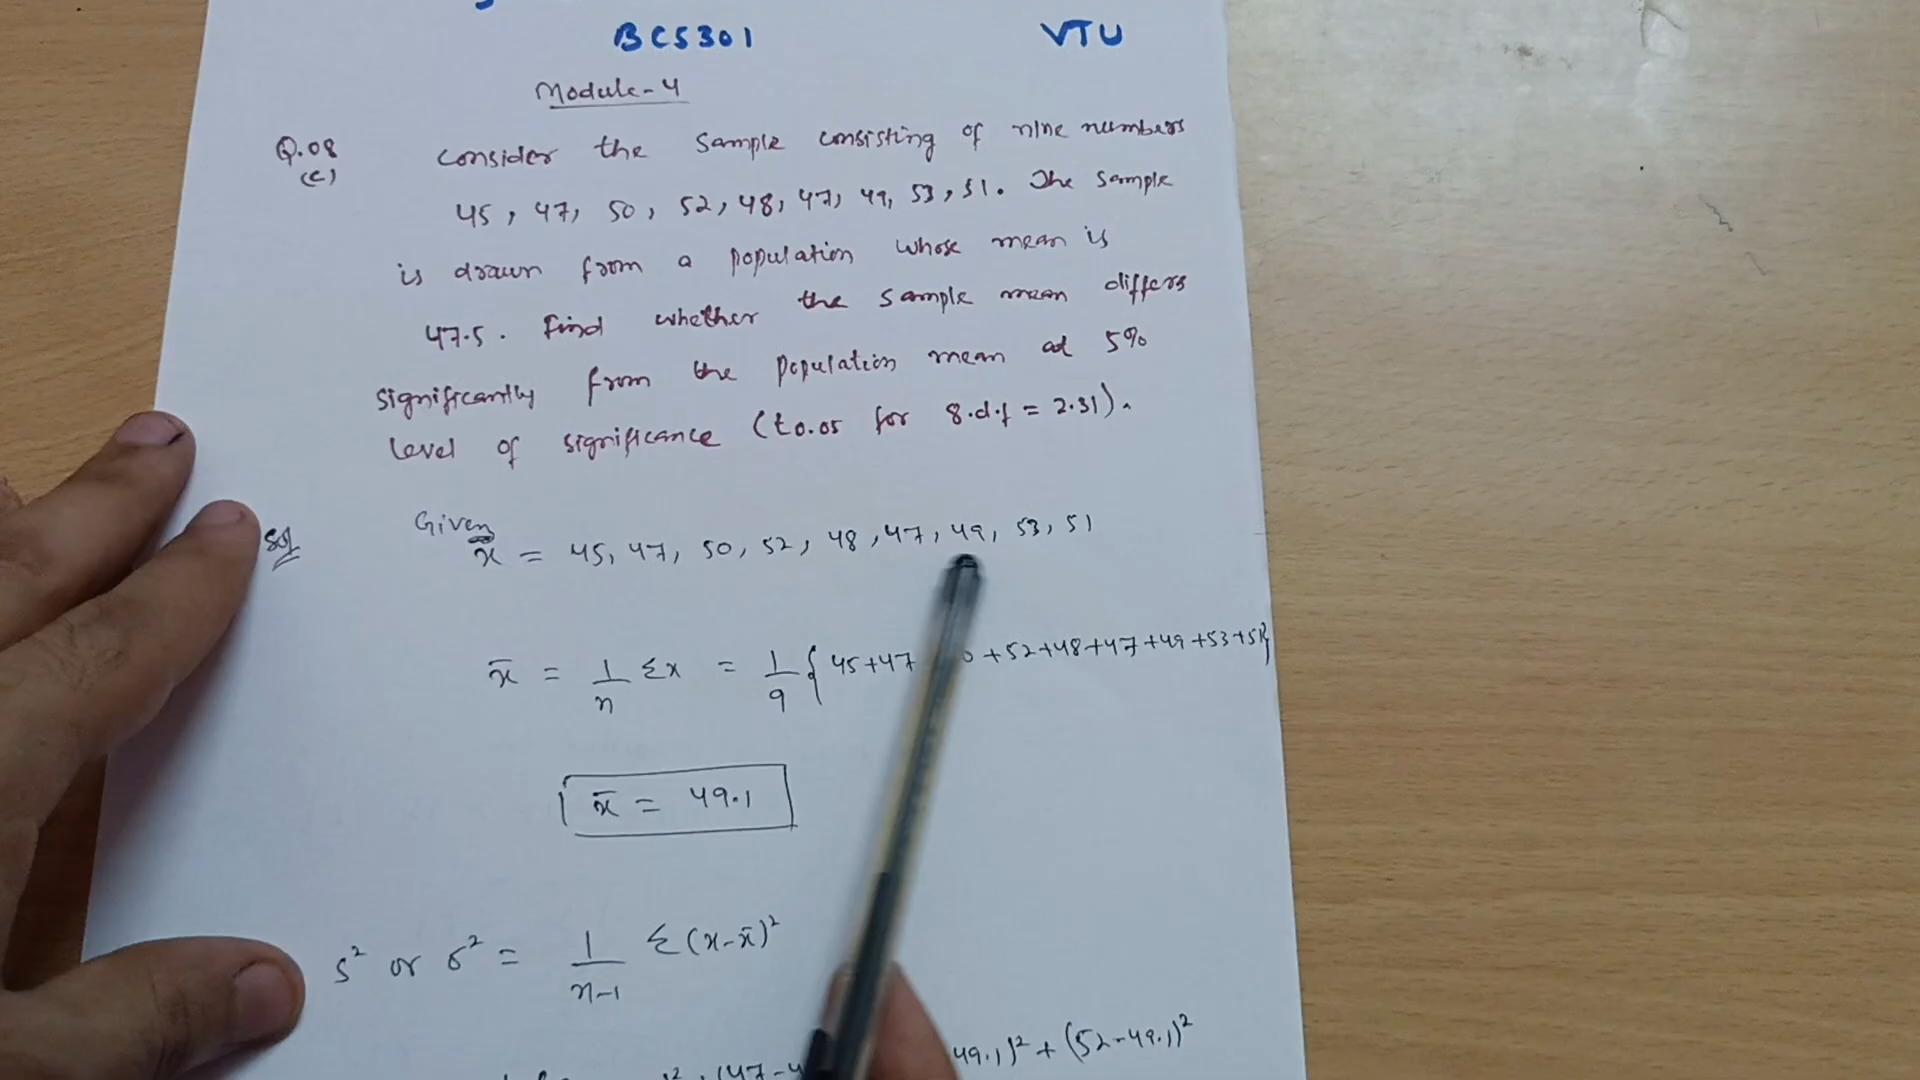 BCS301 VTU
Module-4
Q.08 Consider the sample consisting of nine numbers
(c)
45, 47, 50, 52, 48, 47, 49, 53, 51. The sample
is drawn from a population whose mean is
47.5. Find whether the sample mean differs
significantly from the population mean at 5%
level of significance (t0.05 for 8.d.f = 2.31).
Given
Sol x = 45, 47, 50, 52, 48, 47, 49, 53, 51
x̄ = 1/n Σx = 1/9 { 45+47 0+52+48+47+49+53+51}
x̄ = 49.1
s² or σ² = 1/n-1 Σ(x-x̄)²
49.1)² + (52-49.1)²